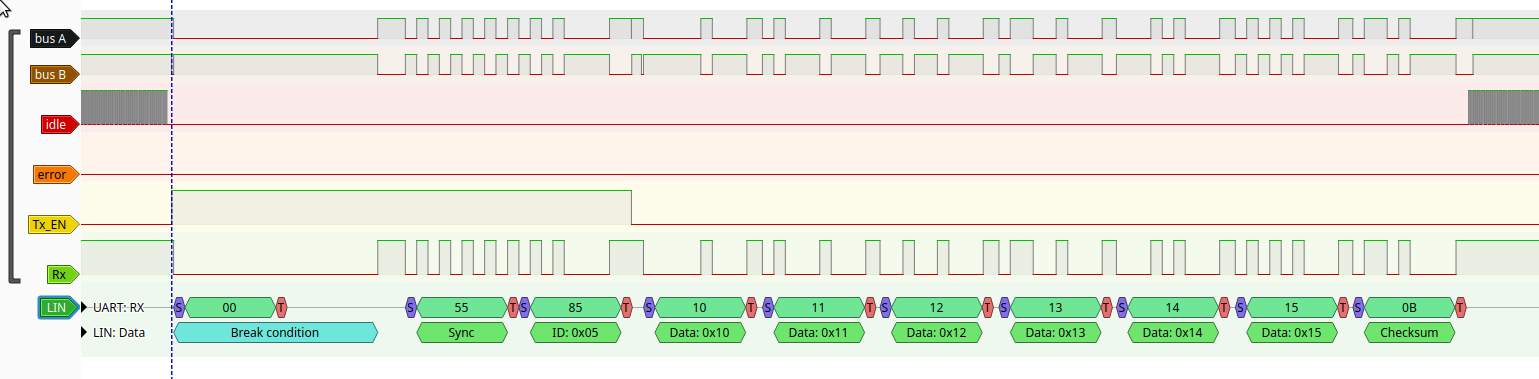 bus A
bus B
idle
error
Tx_EN
Rx
LIN UART: RX S 00 T S 55 T S 85 T S 10 T S 11 T S 12 T S 13 T S 14 T S 15 T S 0B T
LIN: Data Break condition Sync ID: 0x05 Data: 0x10 Data: 0x11 Data: 0x12 Data: 0x13 Data: 0x14 Data: 0x15 Checksum